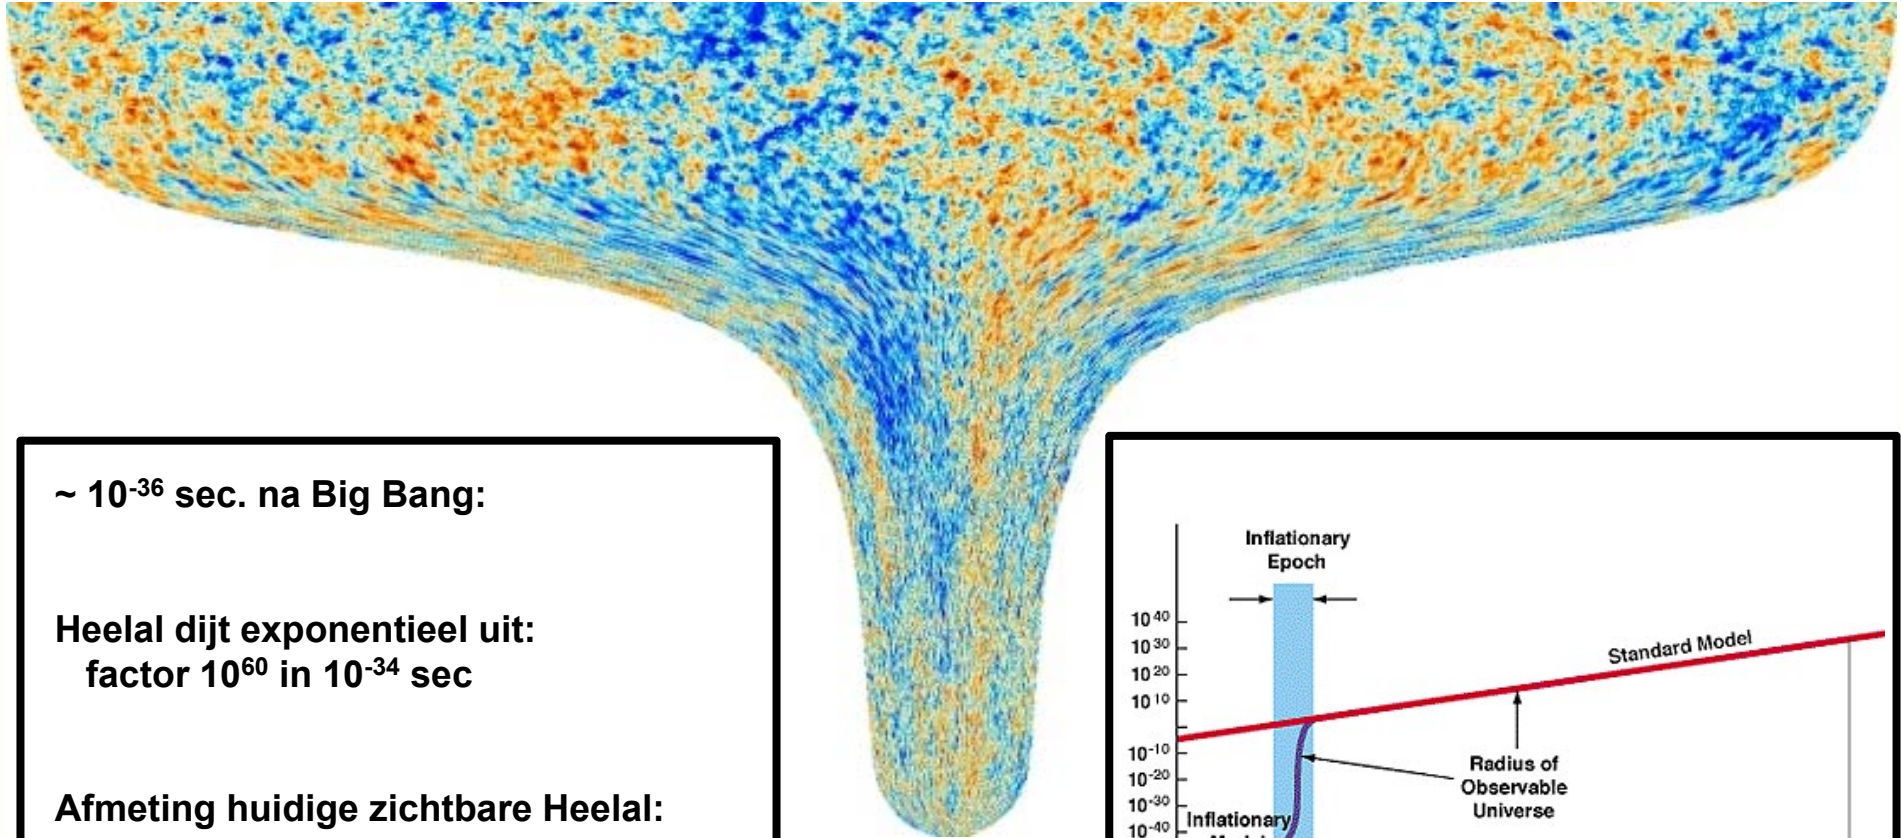 ~ 10-36 sec. na Big Bang:
Heelal dijt exponentieel uit:
factor 1060 in 10-34 sec
Afmeting huidige zichtbare Heelal:
Inflationary
Epoch
1040
1030
1020
1010
10-10
10-20
10-30
10-40
Standard Model
Radius of
Observable
Universe
Inflationary